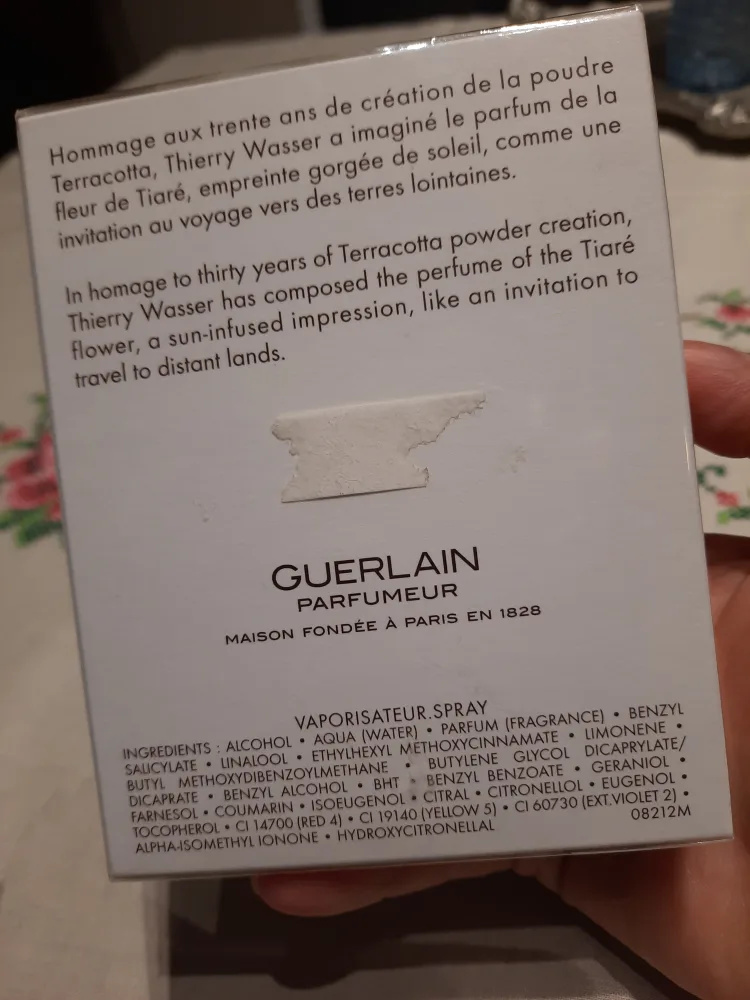 Hommage aux trente ans de création de la poudre
Terracotta, Thierry Wasser a imaginé le parfum de la
fleur de Tiaré, empreinte gorgée de soleil, comme une
invitation au voyage vers des terres lointaines.
In homage to thirty years of Terracotta powder creation,
Thierry Wasser has composed the perfume of the Tiaré
flower, a sun-infused impression, like an invitation to
travel to distant lands.
GUERLAIN
PARFUMEUR
MAISON FONDÉE À PARIS EN 1828
VAPORISATEUR.SPRAY
INGREDIENTS : ALCOHOL • AQUA (WATER) • PARFUM (FRAGRANCE) • BENZYL
SALICYLATE • LINALOOL • ETHYLHEXYL METHOXYCINNAMATE • LIMONENE •
BUTYL METHOXYDIBENZOYLMETHANE • BUTYLENE GLYCOL DICAPRYLATE/
DICAPRATE • BENZYL ALCOHOL • BHT • BENZYL BENZOATE • GERANIOL •
FARNESOL • COUMARIN • ISOEUGENOL • CITRAL • CITRONELLOL • EUGENOL •
TOCOPHEROL • CI 14700 (RED 4) • CI 19140 (YELLOW 5) • CI 60730 (EXT.VIOLET 2) •
ALPHA-ISOMETHYL IONONE • HYDROXYCITRONELLAL 08212M